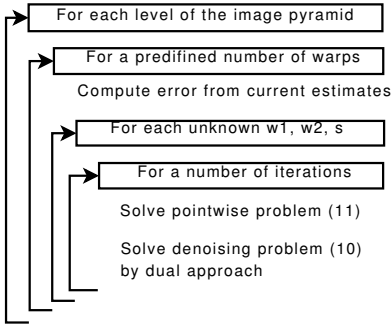 For each level of the image pyramid
For a predifined number of warps
Compute error from current estimates
For each unknown w1, w2, s
For a number of iterations
Solve pointwise problem (11)
Solve denoising problem (10)
by dual approach